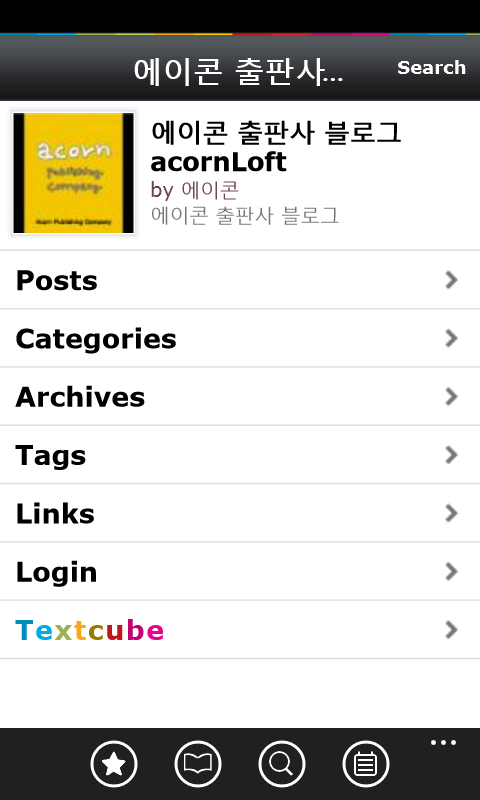 에이콘 출판사...
Search
acorn
Publishing
Company
Acorn Publishing Company
에이콘 출판사 블로그
acornLoft
by 에이콘
에이콘 출판사 블로그
Posts
Categories
Archives
Tags
Links
Login
Textcube